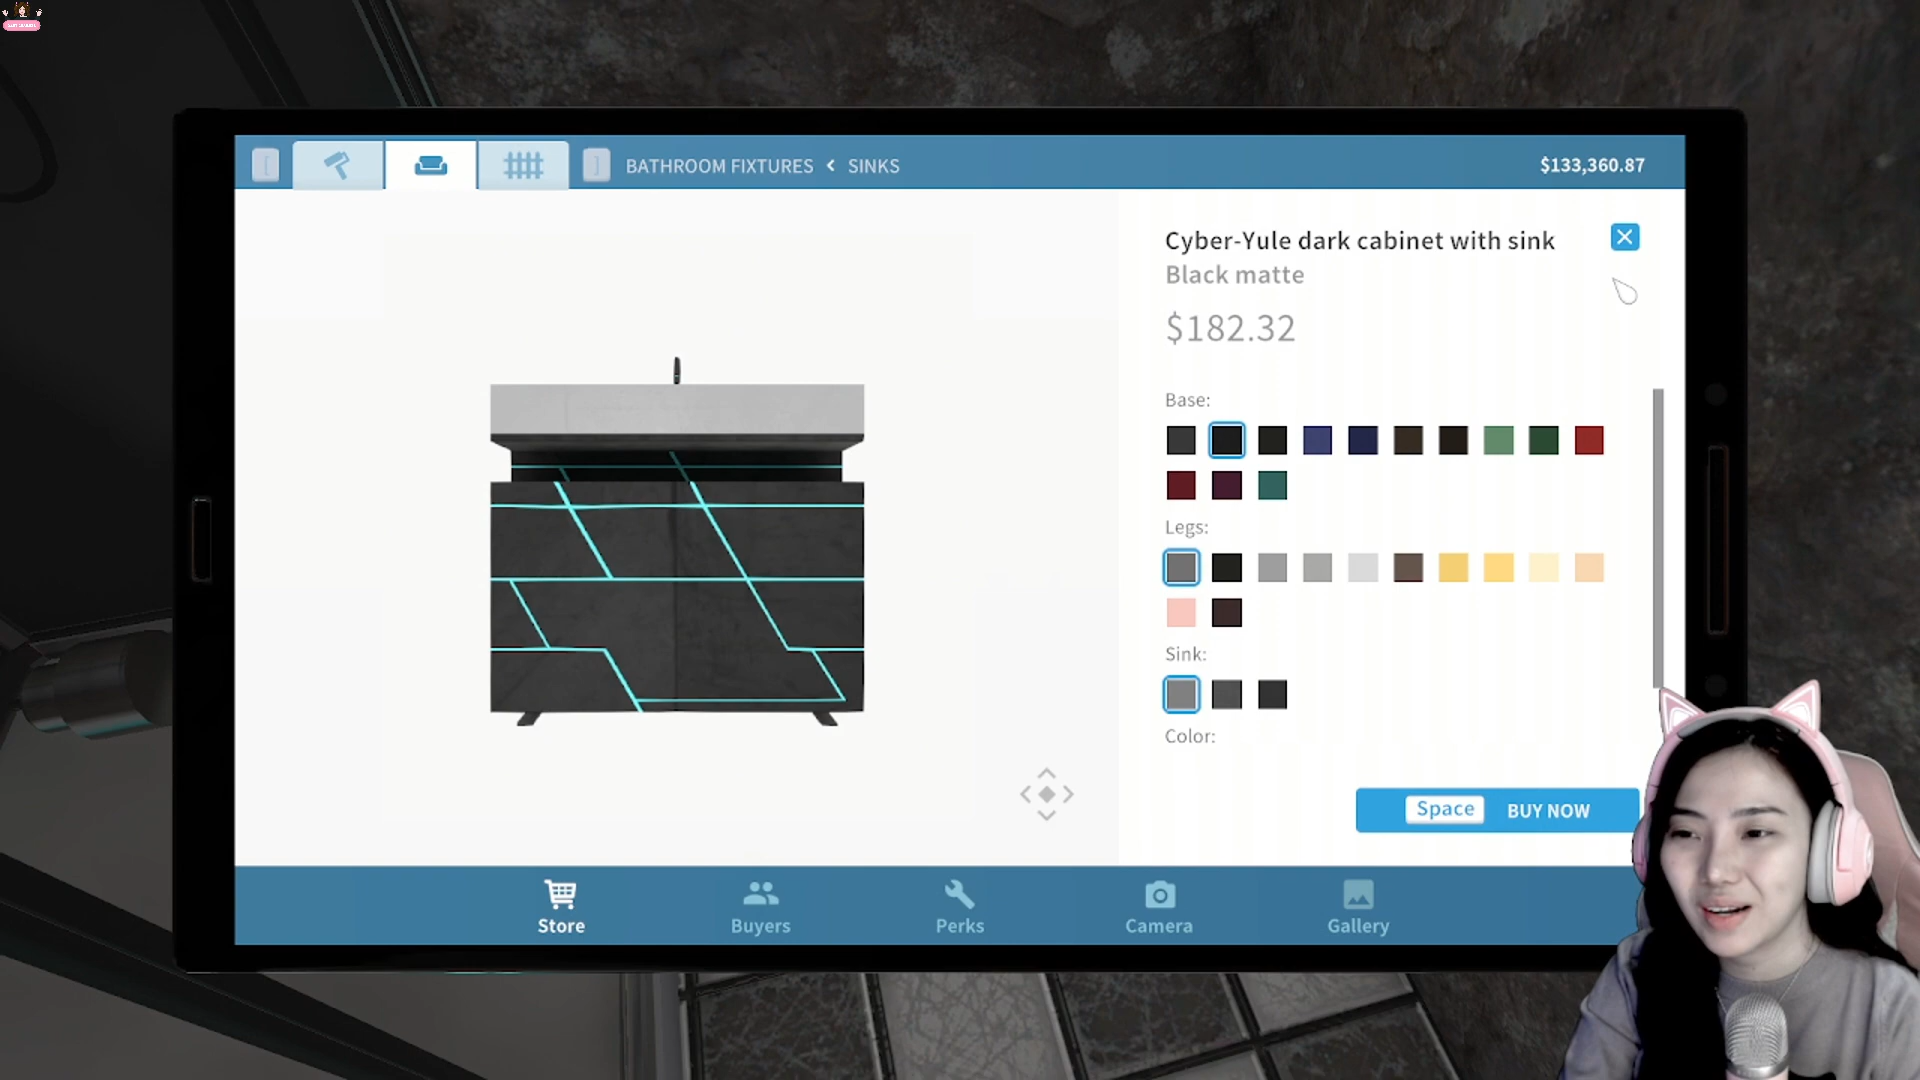 [
]
BATHROOM FIXTURES < SINKS
$133,360.87
Cyber-Yule dark cabinet with sink
Black matte
$182.32
Base:
Legs:
Sink:
Color:
Space BUY NOW
Store
Buyers
Perks
Camera
Gallery